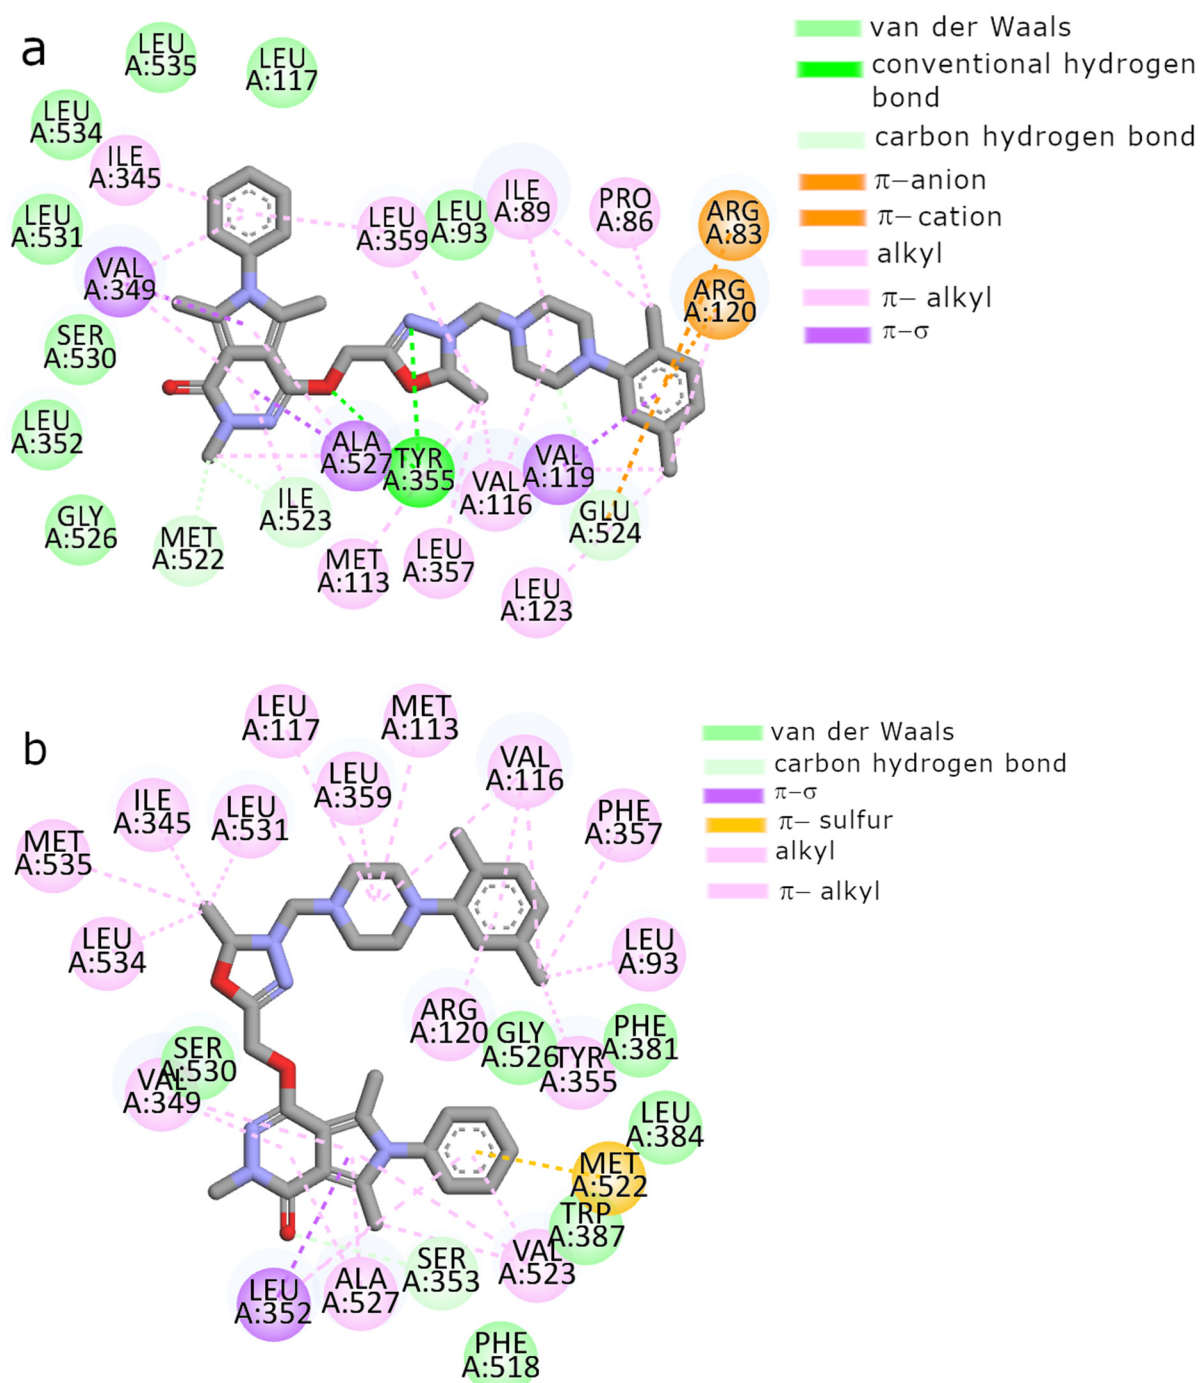 a
LEU
A:535
LEU
A:117
LEU
A:534
ILE
A:345
LEU
A:531
VAL
A:349
SER
A:530
LEU
A:352
GLY
A:526
MET
A:522
ILE
A:523
LEU
A:359
LEU
A:93
ILE
A:89
PRO
A:86
ARG
A:83
ARG
A:120
ALA
A:527
TYR
A:355
VAL
A:116
VAL
A:119
GLU
A:524
MET
A:113
LEU
A:357
LEU
A:123
van der Waals
conventional hydrogen
bond
carbon hydrogen bond
π−anion
π−cation
alkyl
π− alkyl
π−σ
b
LEU
A:117
MET
A:113
VAL
A:116
LEU
A:359
ILE
A:345
LEU
A:531
MET
A:535
PHE
A:357
LEU
A:534
LEU
A:93
ARG
A:120
GLY
A:526
TYR
A:355
PHE
A:381
SER
A:530
VAL
A:349
LEU
A:384
MET
A:522
TRP
A:387
VAL
A:523
SER
A:353
ALA
A:527
LEU
A:352
PHE
A:518
van der Waals
carbon hydrogen bond
π−σ
π− sulfur
alkyl
π− alkyl